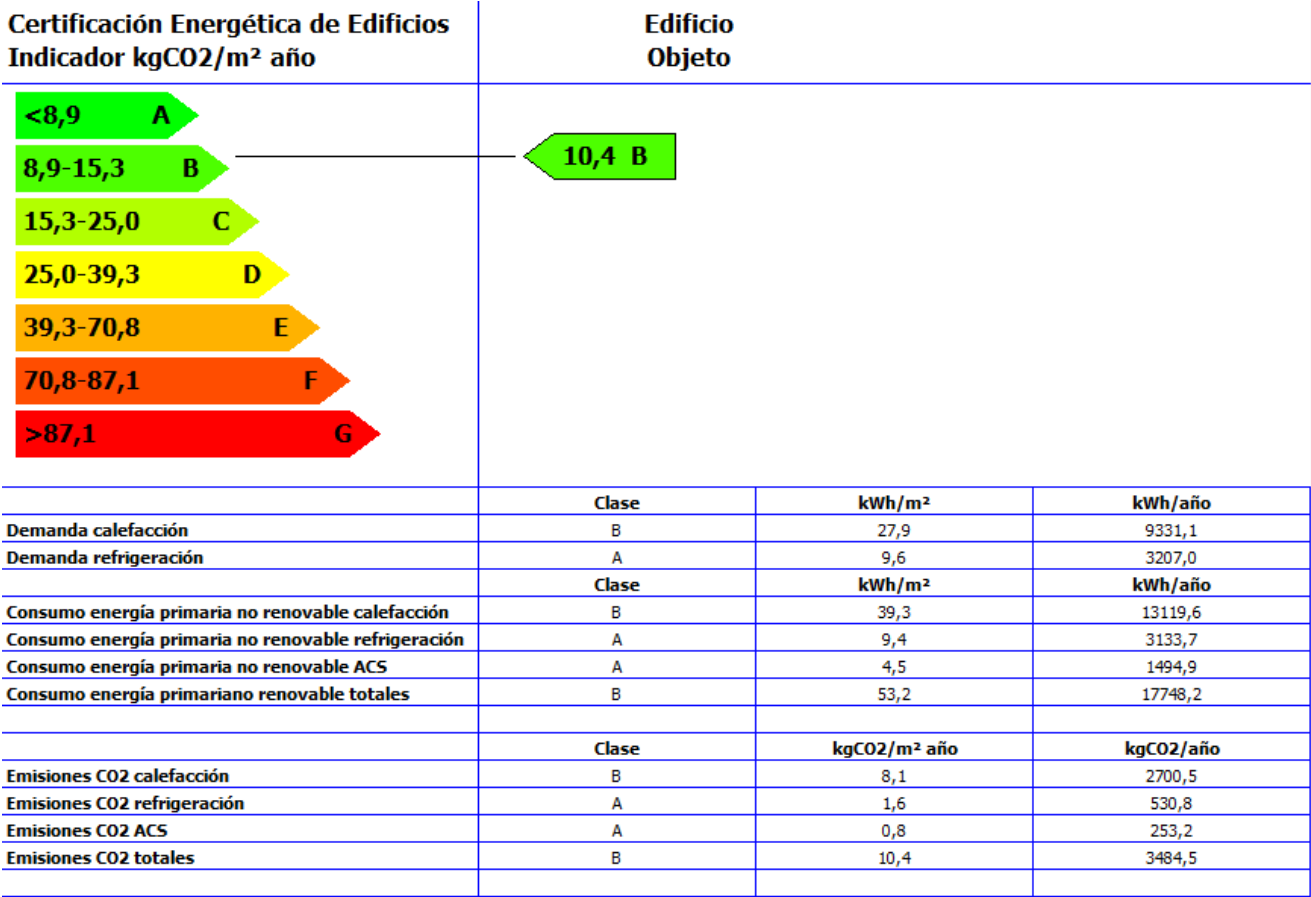 Certificación Energética de Edificios
Indicador kgCO2/m² año
Edificio
Objeto
<8,9 A
8,9-15,3 B
10,4 B
15,3-25,0 C
25,0-39,3 D
39,3-70,8 E
70,8-87,1 F
>87,1 G
Clase kWh/m² kWh/año
Demanda calefacción B 27,9 9331,1
Demanda refrigeración A 9,6 3207,0
Clase kWh/m² kWh/año
Consumo energía primaria no renovable calefacción B 39,3 13119,6
Consumo energía primaria no renovable refrigeración A 9,4 3133,7
Consumo energía primaria no renovable ACS A 4,5 1494,9
Consumo energía primariano renovable totales B 53,2 17748,2
Clase kgCO2/m² año kgCO2/año
Emisiones CO2 calefacción B 8,1 2700,5
Emisiones CO2 refrigeración A 1,6 530,8
Emisiones CO2 ACS A 0,8 253,2
Emisiones CO2 totales B 10,4 3484,5